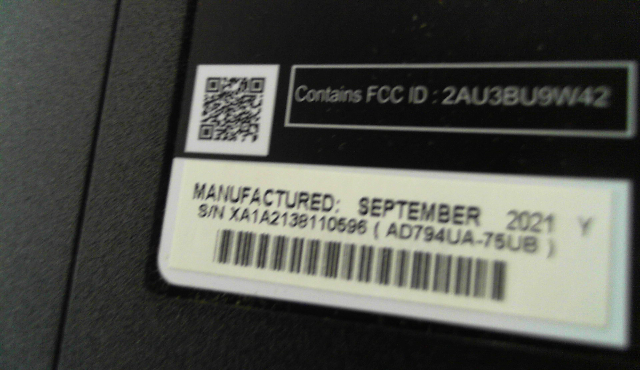 Contains FCC ID : 2AU3BU9W42
MANUFACTURED: SEPTEMBER 2021 Y
S/N XA1A2138110596 ( AD794UA-75UB )